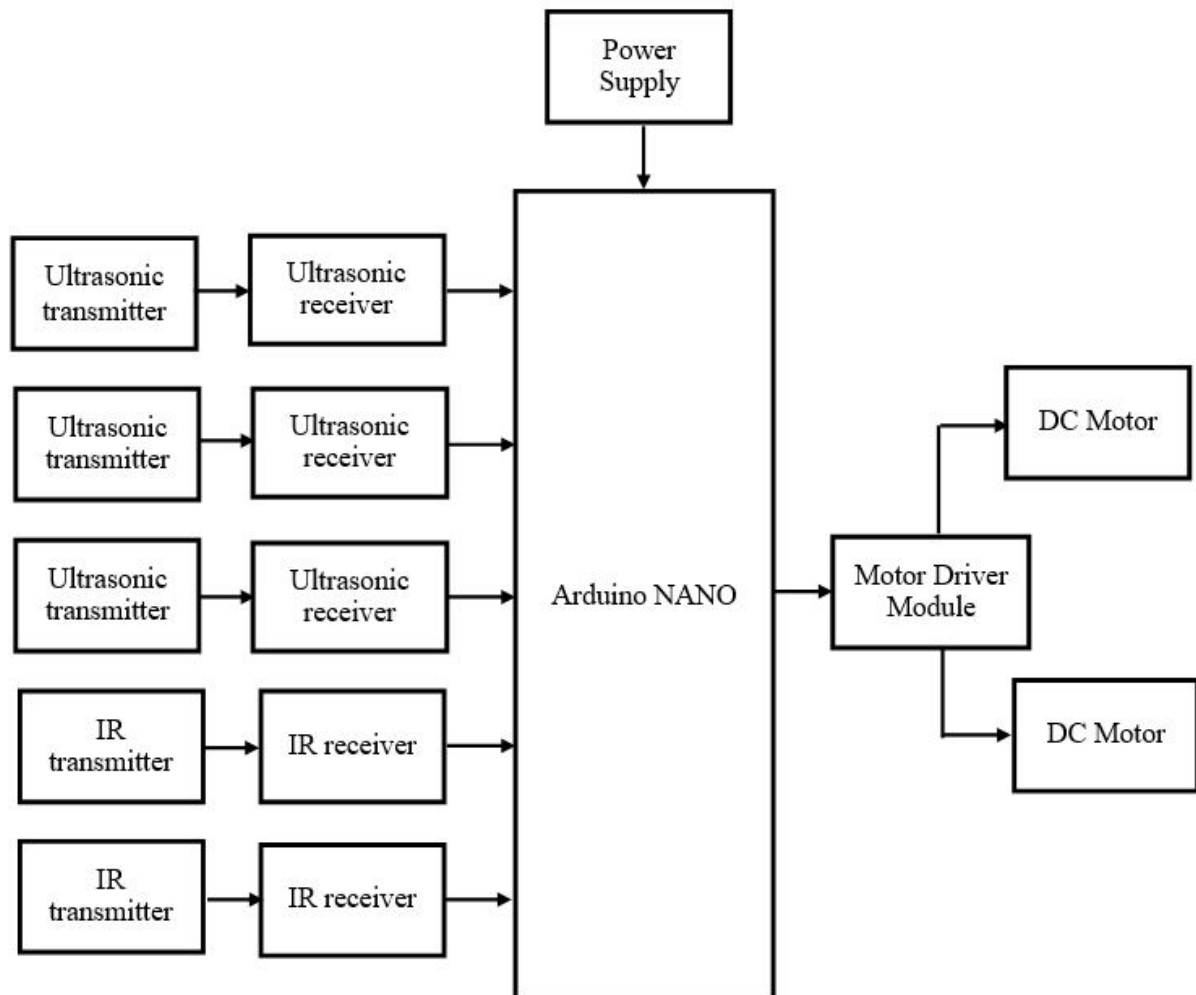 Power
Supply
Ultrasonic
transmitter
Ultrasonic
receiver
Ultrasonic
transmitter
Ultrasonic
receiver
Ultrasonic
transmitter
Ultrasonic
receiver
IR
transmitter
IR receiver
IR
transmitter
IR receiver
Arduino NANO
Motor Driver
Module
DC Motor
DC Motor